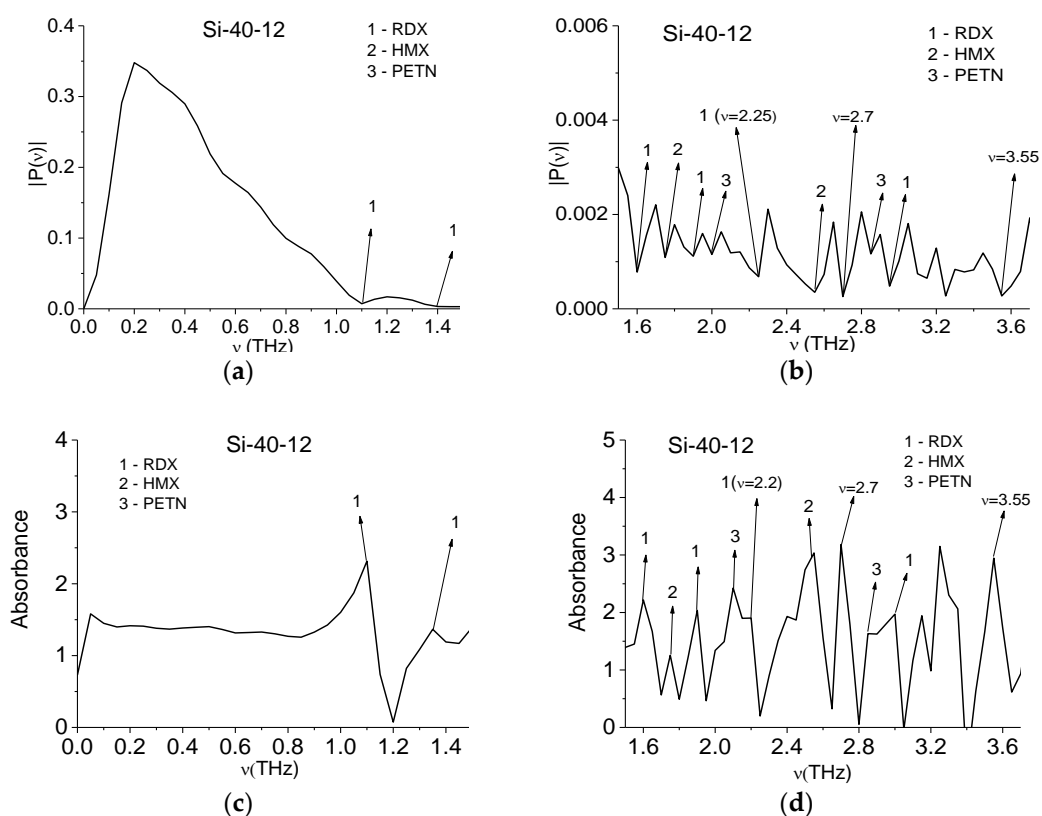 Si-40-12
1 - RDX
2 - HMX
3 - PETN
|P(ν)|
0.4
0.3
0.2
0.1
0.0
1
1
0.0 0.2 0.4 0.6 0.8 1.0 1.2 1.4
ν (THz)
(a)
Si-40-12
1 - RDX
2 - HMX
3 - PETN
|P(ν)|
0.006
0.004
0.002
0.000
1 (ν=2.25)
ν=2.7
ν=3.55
1 2 1 3 2 3 1
1.6 2.0 2.4 2.8 3.2 3.6
ν (THz)
(b)
Si-40-12
1 - RDX
2 - HMX
3 - PETN
Absorbance
4
3
2
1
0
1
1
0.0 0.2 0.4 0.6 0.8 1.0 1.2 1.4
ν(THz)
(c)
Si-40-12
1 - RDX
2 - HMX
3 - PETN
Absorbance
5
4
3
2
1
0
1(ν=2.2)
ν=2.7
ν=3.55
1 2 1 3 2 3 1
1.6 2.0 2.4 2.8 3.2 3.6
ν(THz)
(d)